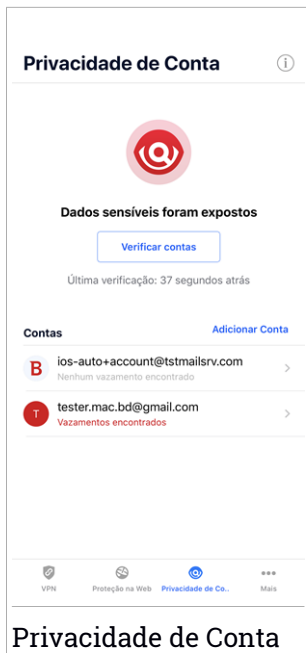 Privacidade de Conta
Dados sensíveis foram expostos
Verificar contas
Última verificação: 37 segundos atrás
Contas
Adicionar Conta
B
ios-auto+account@tstmailsrv.com
Nenhum vazamento encontrado
T
tester.mac.bd@gmail.com
Vazamentos encontrados
VPN
Proteção na Web
Privacidade de Co..
Mais
Privacidade de Conta